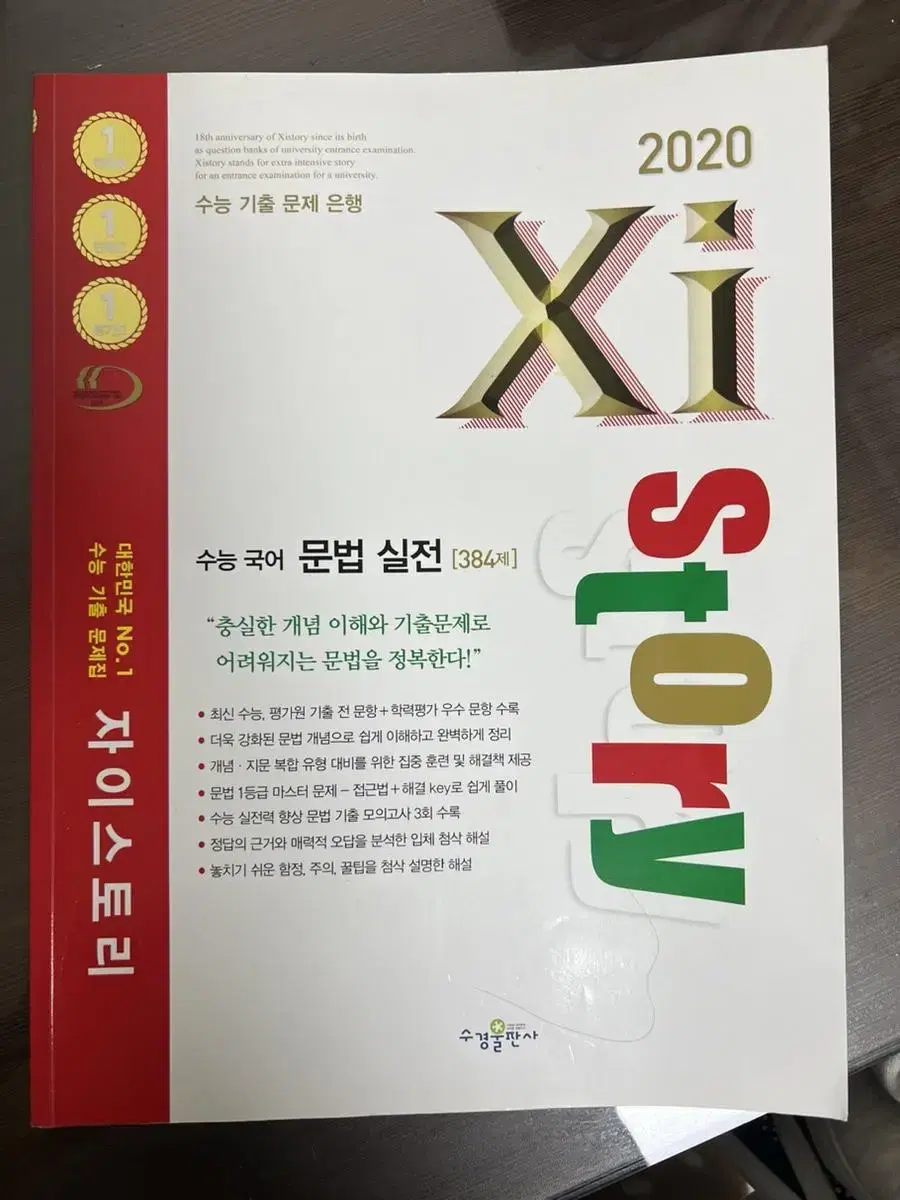 18th anniversary of Xistory since its birth
as question banks of university entrance examination.
Xistory stands for extra intensive story
for an entrance examination for a university.
수능 기출 문제 은행
2020
Xi
story
수능 국어 문법 실전 [384제]
“충실한 개념 이해와 기출문제로
어려워지는 문법을 정복한다!”
• 최신 수능, 평가원 기출 전 문항 + 학력평가 우수 문항 수록
• 더욱 강화된 문법 개념으로 쉽게 이해하고 완벽하게 정리
• 개념 · 지문 복합 유형 대비를 위한 집중 훈련 및 해결책 제공
• 문법 1등급 마스터 문제 – 접근법 + 해결 key로 쉽게 풀이
• 수능 실전력 향상 문법 기출 모의고사 3회 수록
• 정답의 근거와 매력적 오답을 분석한 입체 첨삭 해설
• 놓치기 쉬운 함정, 주의, 꿀팁을 첨삭 설명한 해설
수경출판사
1
1
1
대한민국 No.1
수능 기출 문제집
자이스토리